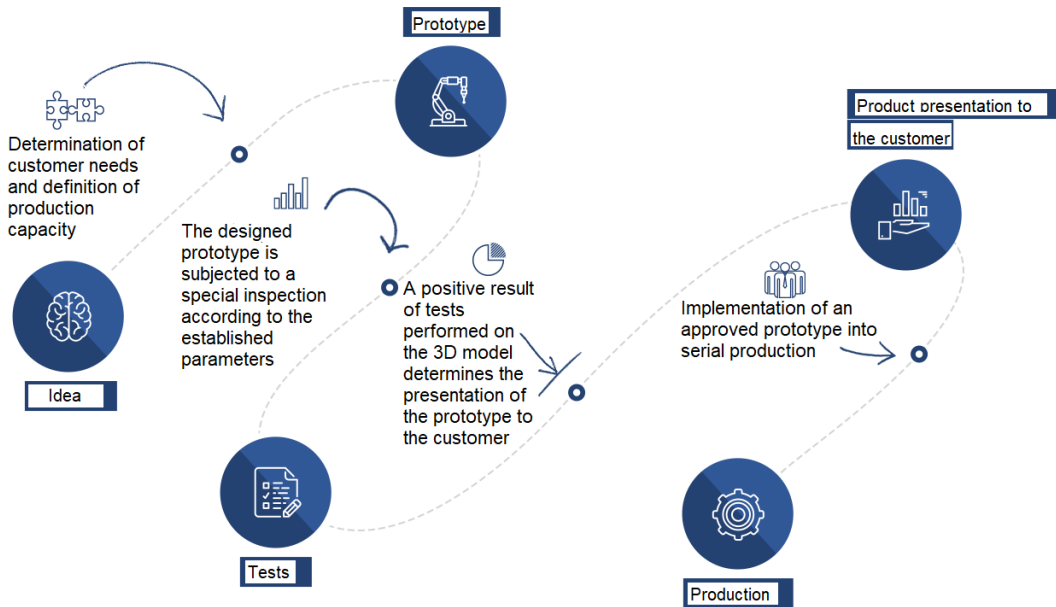 Prototype
Product presentation to
the customer
Determination of
customer needs
and definition of
production
capacity
The designed
prototype is
subjected to a
special inspection
according to the
established
parameters
A positive result
of tests
performed on
the 3D model
determines the
presentation of
the prototype to
the customer
Implementation of an
approved prototype into
serial production
Idea
Tests
Production